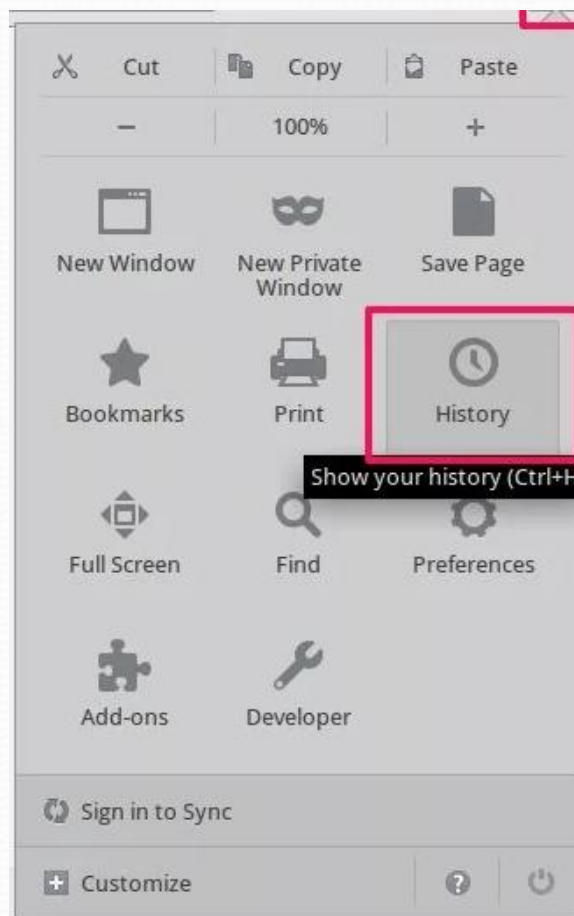 Cut Copy Paste
− 100% +
New Window New Private Window Save Page
Bookmarks Print History
Show your history (Ctrl+H
Full Screen Find Preferences
Add-ons Developer
Sign in to Sync
Customize ?